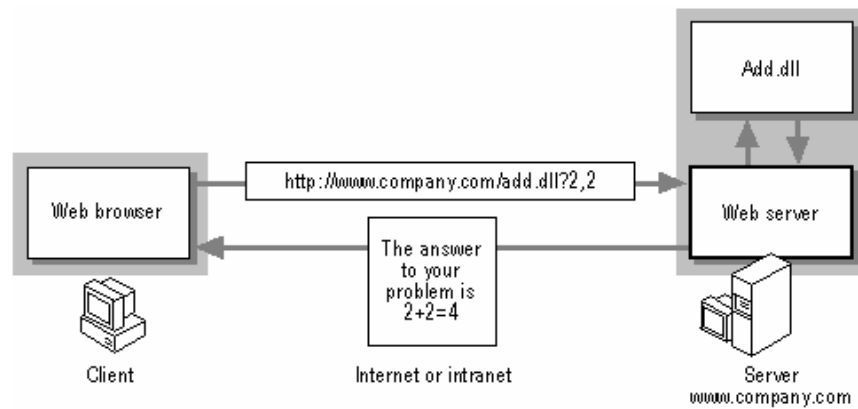 Add.dll
http://www.company.com/add.dll?2,2
Web browser
Web server
The answer
to your
problem is
2+2=4
Client
Internet or intranet
Server
www.company.com